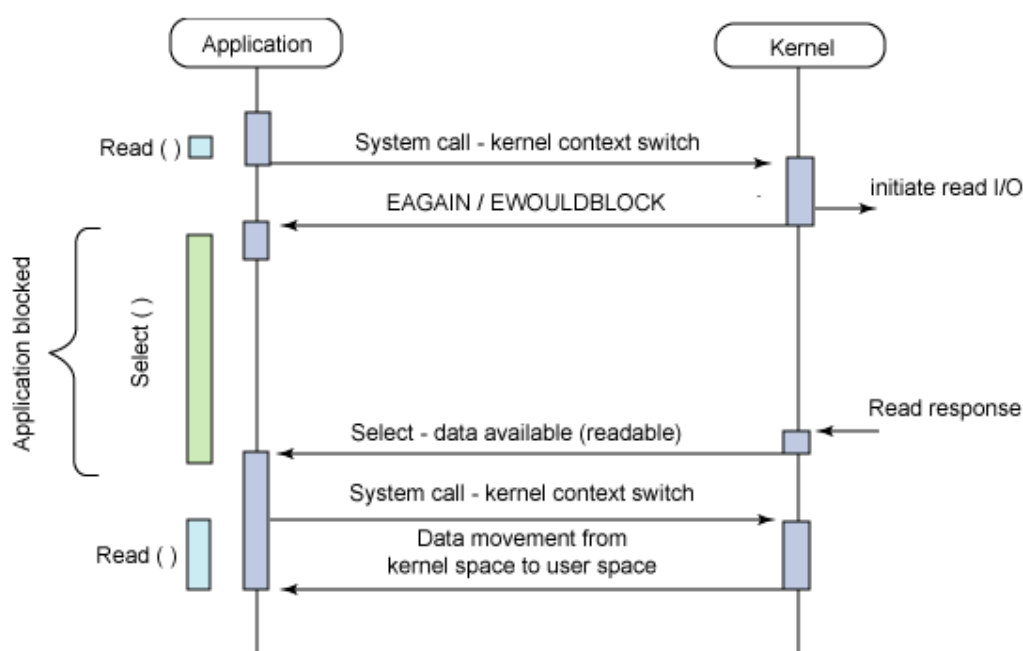 Application
Kernel
Read ( )
System call - kernel context switch
initiate read I/O
EAGAIN / EWOULDBLOCK
Application blocked
Select ( )
Read response
Select - data available (readable)
System call - kernel context switch
Read ( )
Data movement from
kernel space to user space